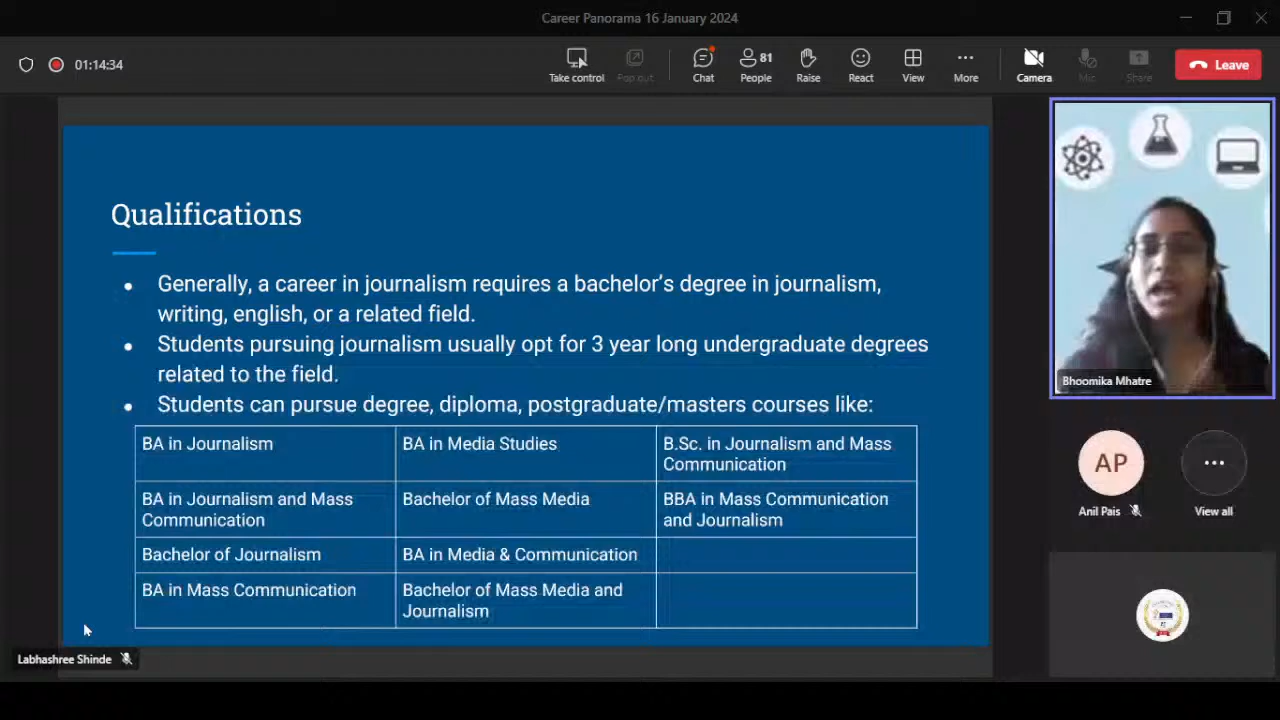 Career Panorama 16 January 2024
01:14:34
Take control
Pop out
Chat
81
People
Raise
React
View
More
Camera
Mic
Share
Leave
Qualifications
Generally, a career in journalism requires a bachelor's degree in journalism,
writing, english, or a related field.
Students pursuing journalism usually opt for 3 year long undergraduate degrees
related to the field.
Students can pursue degree, diploma, postgraduate/masters courses like:
BA in Journalism
BA in Media Studies
B.Sc. in Journalism and Mass
Communication
BA in Journalism and Mass
Communication
Bachelor of Mass Media
BBA in Mass Communication
and Journalism
Bachelor of Journalism
BA in Media & Communication
BA in Mass Communication
Bachelor of Mass Media and
Journalism
Labhashree Shinde
Bhoomika Mhatre
AP
Anil Pais
View all